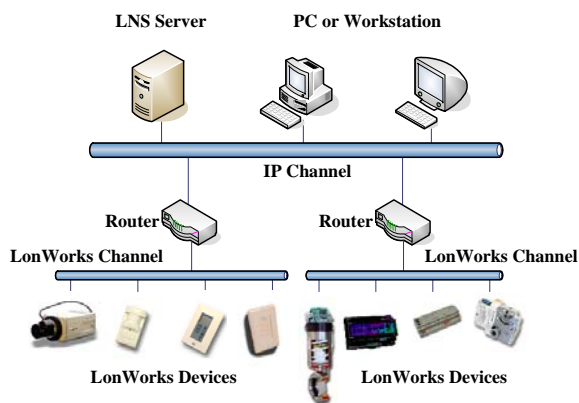 LNS Server
PC or Workstation
IP Channel
Router
Router
LonWorks Channel
LonWorks Channel
LonWorks Devices
LonWorks Devices